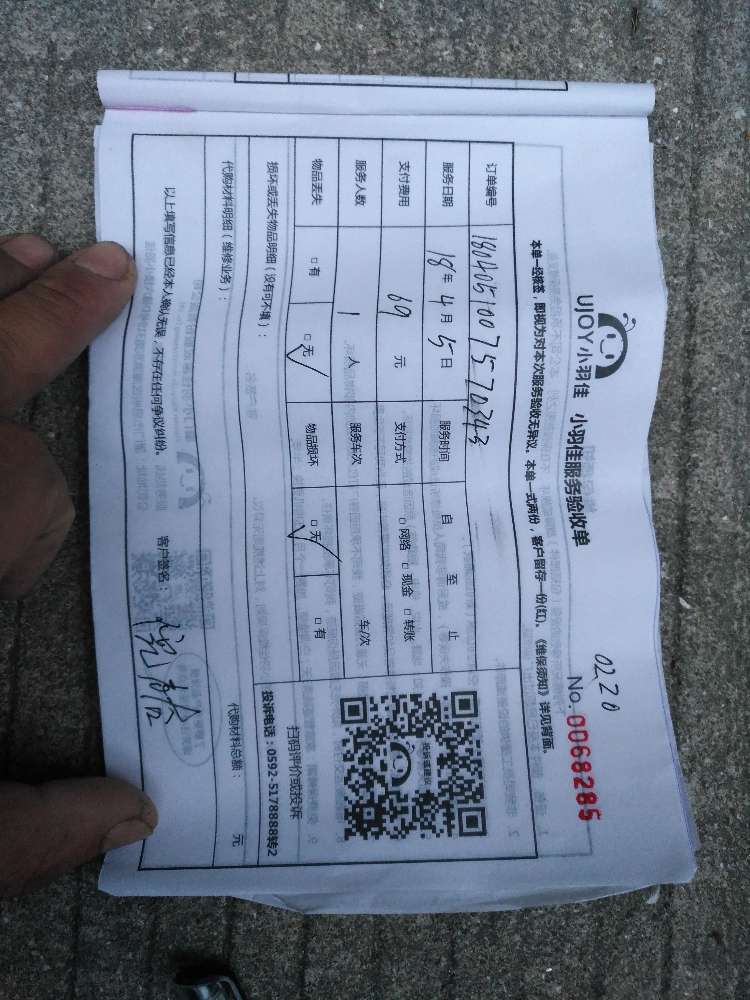 UJOY小羽佳 小羽佳服务验收单
0220
No. 0068285
本单一经核签，即视为对本次服务验收无异议。本单一式两份，客户留存一份(红)。《维保须知》详见背面。
订单编号 18040510075570343
服务日期 18年4月5日 服务时间 自 至 止
支付费用 69 元 支付方式 □网络 □现金 □转账
服务人数 1 人 服务车次 车/次
物品丢失 □有 □无 √ 物品损坏 □无 √ □有
投诉或建议
扫码评价或投诉
投诉电话：0592-5178888转2
损坏或丢失物品明细（没有可不填）：
代购材料明细（维修业务）： 代购材料总额： 元
以上填写信息已经本人确认无误，不存在任何争议纠纷。 客户签名：